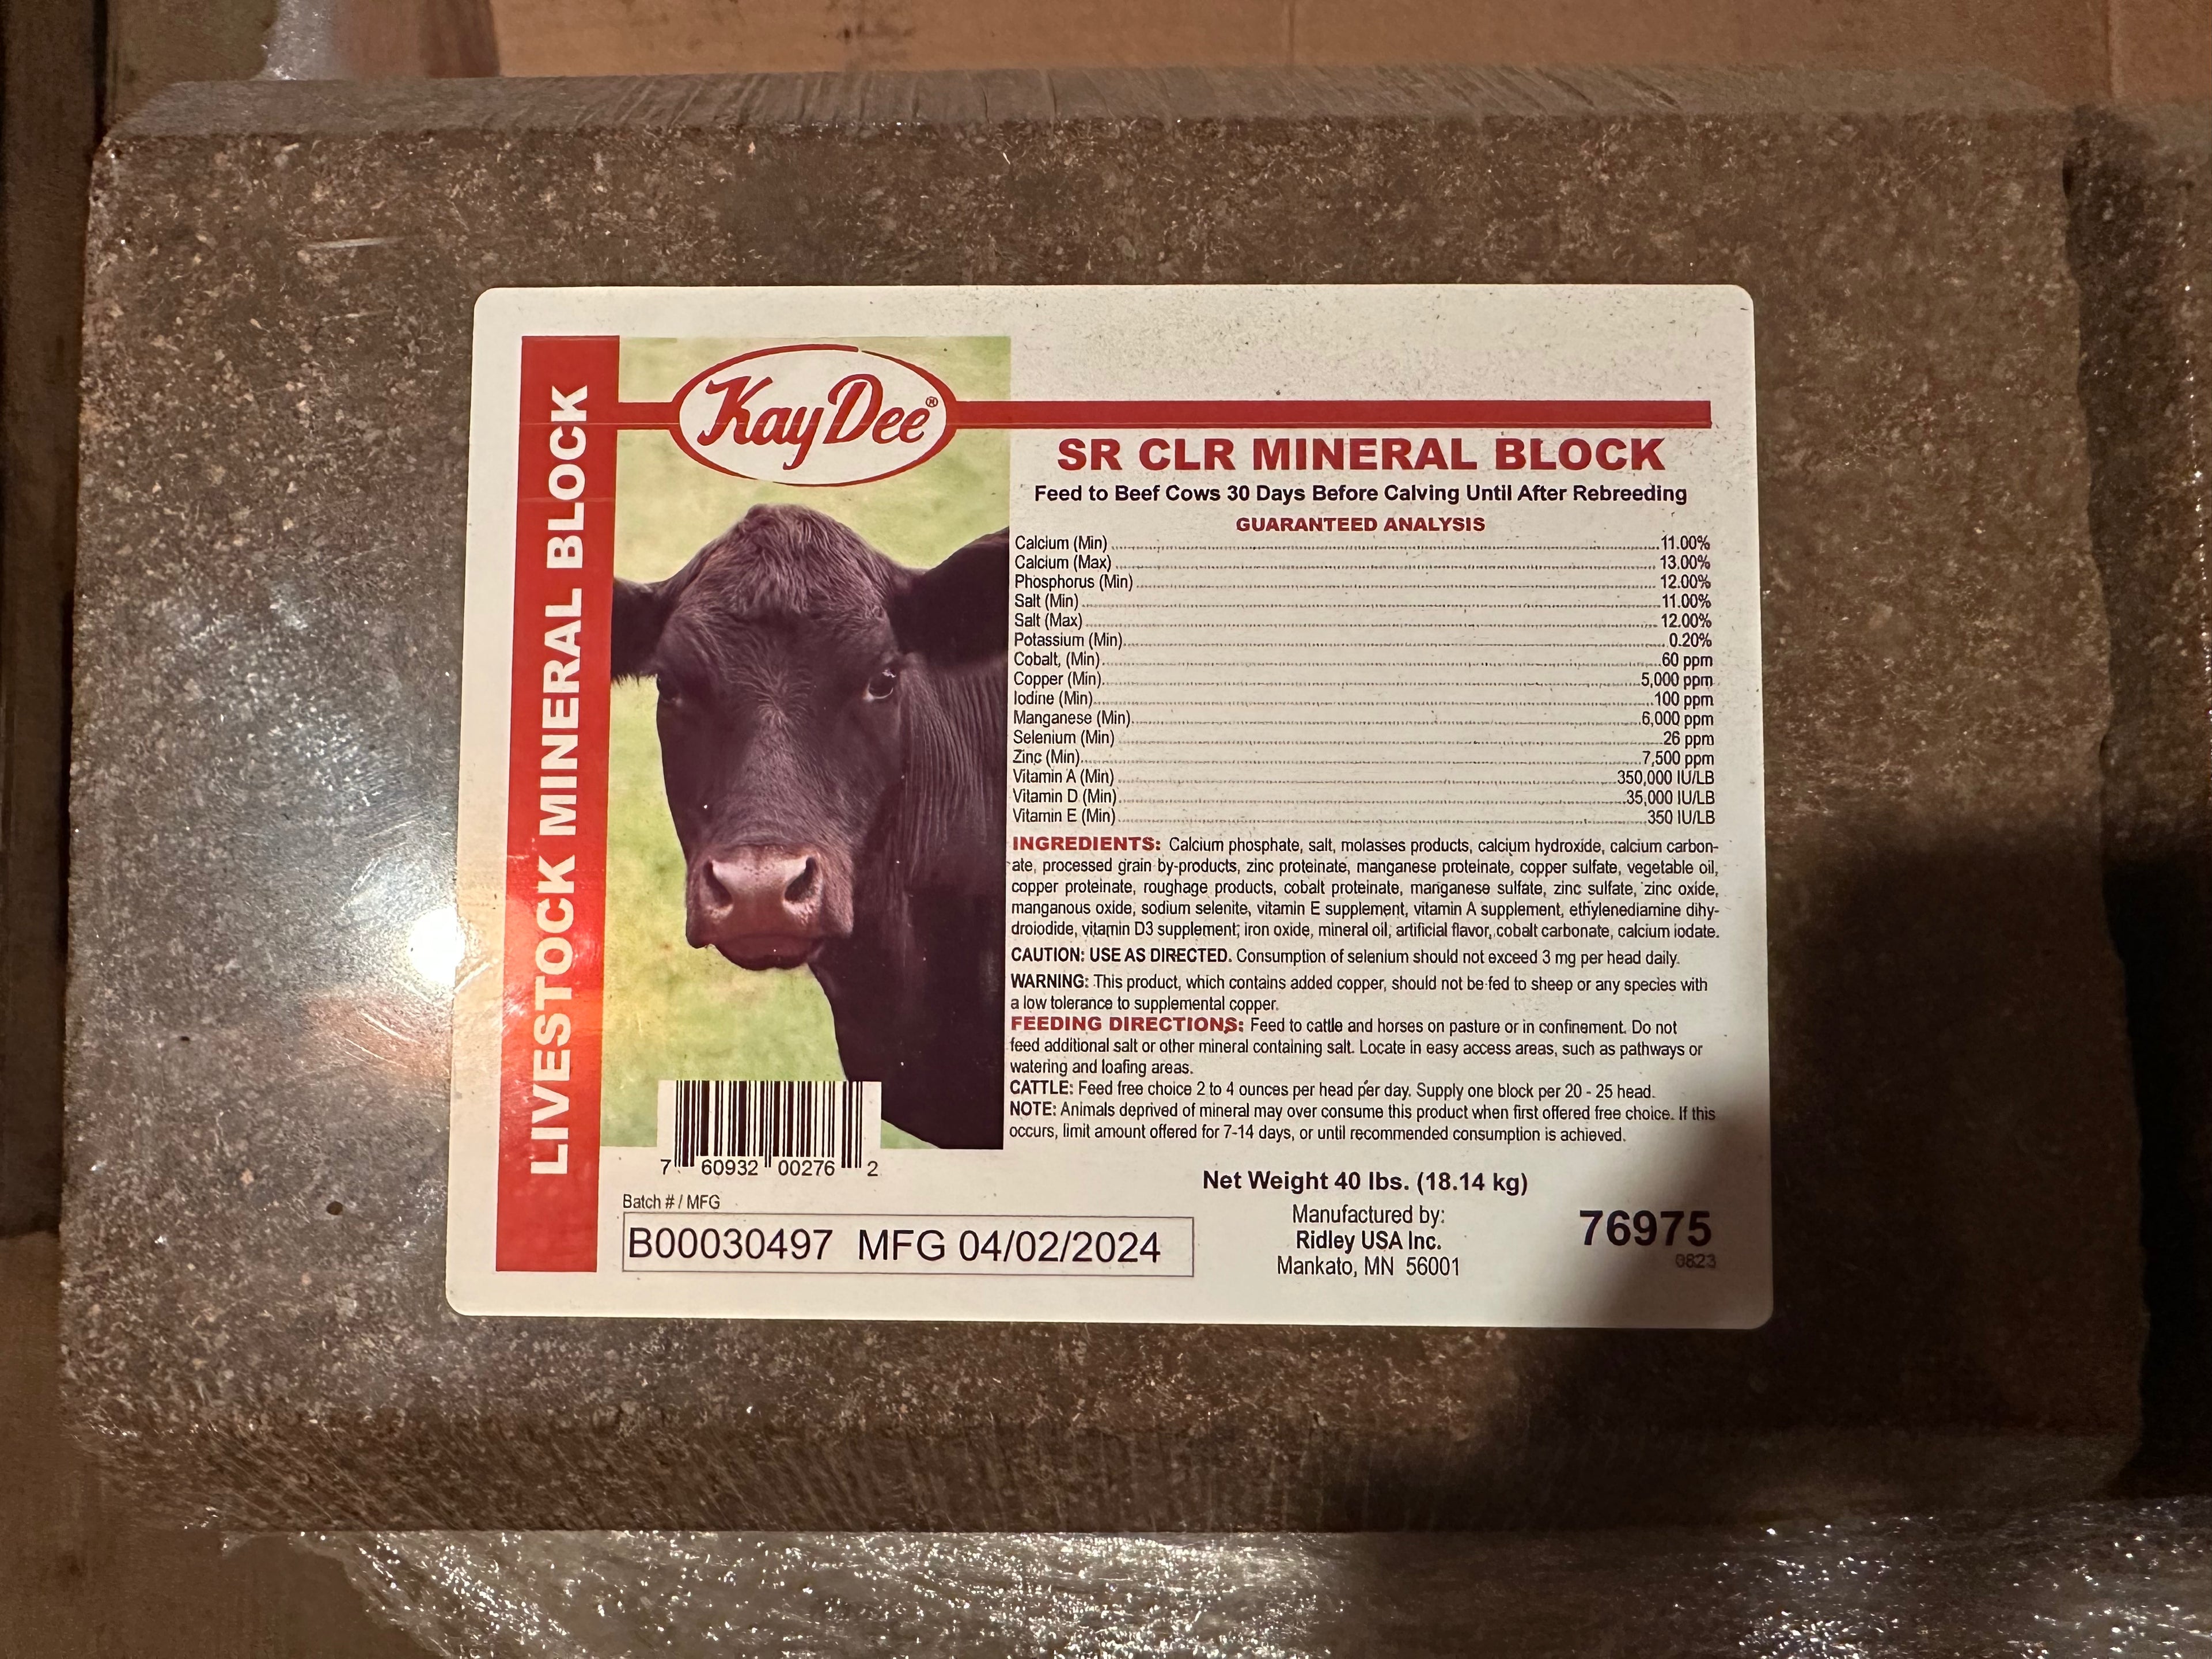 LIVESTOCK MINERAL BLOCK
KayDee®
SR CLR MINERAL BLOCK
Feed to Beef Cows 30 Days Before Calving Until After Rebreeding
GUARANTEED ANALYSIS
Calcium (Min) 11.00%
Calcium (Max) 13.00%
Phosphorus (Min) 12.00%
Salt (Min) 11.00%
Salt (Max) 12.00%
Potassium (Min) 0.20%
Cobalt, (Min) 60 ppm
Copper (Min) 5,000 ppm
Iodine (Min) 100 ppm
Manganese (Min) 6,000 ppm
Selenium (Min) 26 ppm
Zinc (Min) 7,500 ppm
Vitamin A (Min) 350,000 IU/LB
Vitamin D (Min) 35,000 IU/LB
Vitamin E (Min) 350 IU/LB
INGREDIENTS: Calcium phosphate, salt, molasses products, calcium hydroxide, calcium carbon-
ate, processed grain by-products, zinc proteinate, manganese proteinate, copper sulfate, vegetable oil,
copper proteinate, roughage products, cobalt proteinate, manganese sulfate, zinc sulfate, zinc oxide,
manganous oxide, sodium selenite, vitamin E supplement, vitamin A supplement, ethylenediamine dihy-
droiodide, vitamin D3 supplement, iron oxide, mineral oil, artificial flavor, cobalt carbonate, calcium iodate.
CAUTION: USE AS DIRECTED. Consumption of selenium should not exceed 3 mg per head daily.
WARNING: This product, which contains added copper, should not be fed to sheep or any species with
a low tolerance to supplemental copper.
FEEDING DIRECTIONS: Feed to cattle and horses on pasture or in confinement. Do not
feed additional salt or other mineral containing salt. Locate in easy access areas, such as pathways or
watering and loafing areas.
CATTLE: Feed free choice 2 to 4 ounces per head per day. Supply one block per 20 - 25 head.
NOTE: Animals deprived of mineral may over consume this product when first offered free choice. If this
occurs, limit amount offered for 7-14 days, or until recommended consumption is achieved.
7 60932 00276 2
Batch # / MFG
B00030497 MFG 04/02/2024
Net Weight 40 lbs. (18.14 kg)
Manufactured by:
Ridley USA Inc.
Mankato, MN 56001
76975
0823